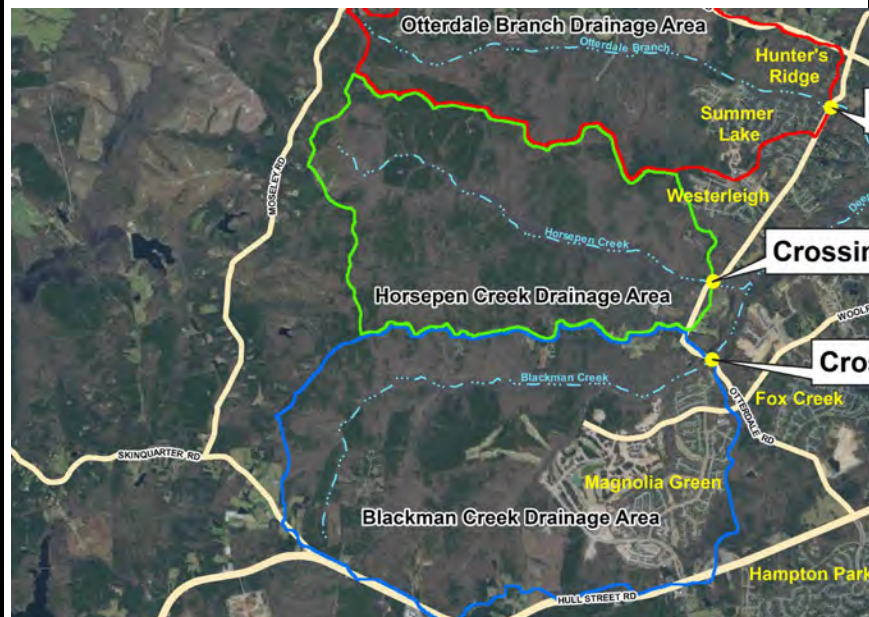 Otterdale Branch Drainage Area
Otterdale Branch
Hunter's
Ridge
Summer
Lake
MOSELEY RD
Westerleigh
Horsepen Creek
Crossin
Horsepen Creek Drainage Area
Blackman Creek
Cros
Fox Creek
OTTERDALE RD
SKINQUARTER RD
Magnolia Green
Blackman Creek Drainage Area
Hampton Park
HULL STREET RD